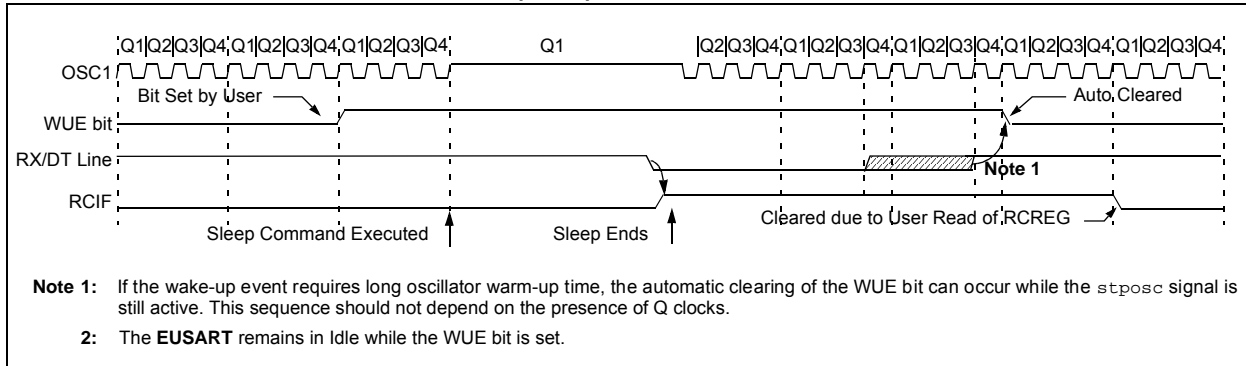 Q1 Q2 Q3 Q4 Q1 Q2 Q3 Q4 Q1 Q2 Q3 Q4 Q1 Q2 Q3 Q4 Q1 Q2 Q3 Q4 Q1 Q2 Q3 Q4 Q1 Q2 Q3 Q4 Q1 Q2 Q3 Q4
OSC1
Bit Set by User
Auto Cleared
WUE bit
RX/DT Line
Note 1
RCIF
Cleared due to User Read of RCREG
Sleep Command Executed
Sleep Ends
Note 1: If the wake-up event requires long oscillator warm-up time, the automatic clearing of the WUE bit can occur while the stposc signal is
still active. This sequence should not depend on the presence of Q clocks.
2: The EUSART remains in Idle while the WUE bit is set.